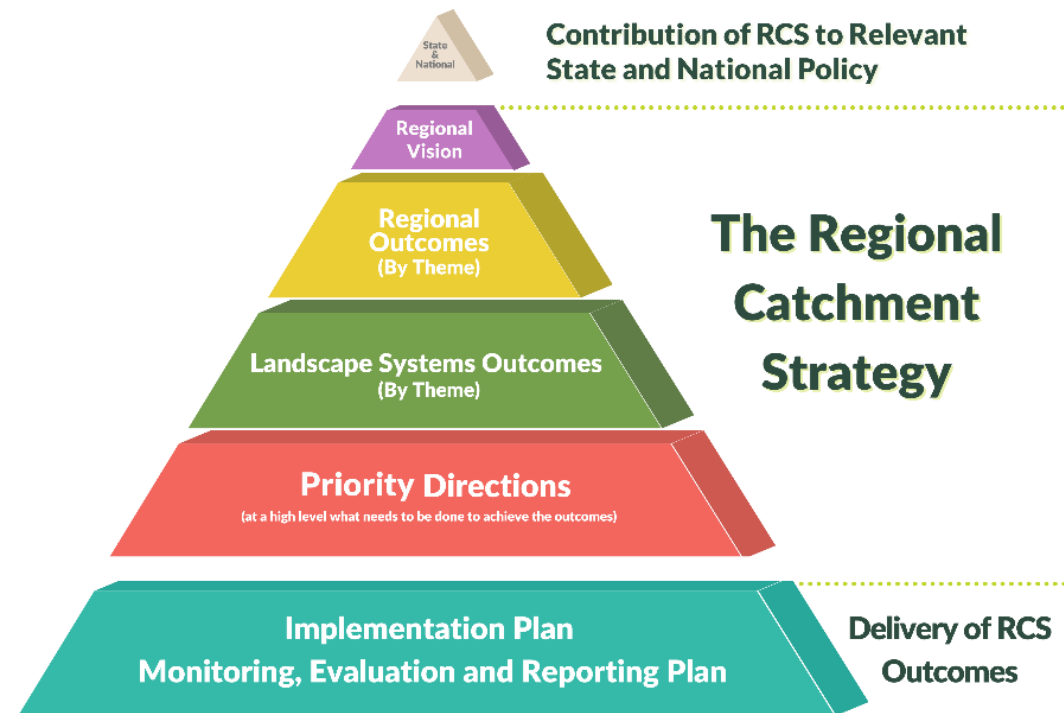 State
&
National
Contribution of RCS to Relevant
State and National Policy
Regional
Vision
Regional
Outcomes
(By Theme)
The Regional
Catchment
Strategy
Landscape Systems Outcomes
(By Theme)
Priority Directions
(at a high level what needs to be done to achieve the outcomes)
Implementation Plan
Monitoring, Evaluation and Reporting Plan
Delivery of RCS
Outcomes